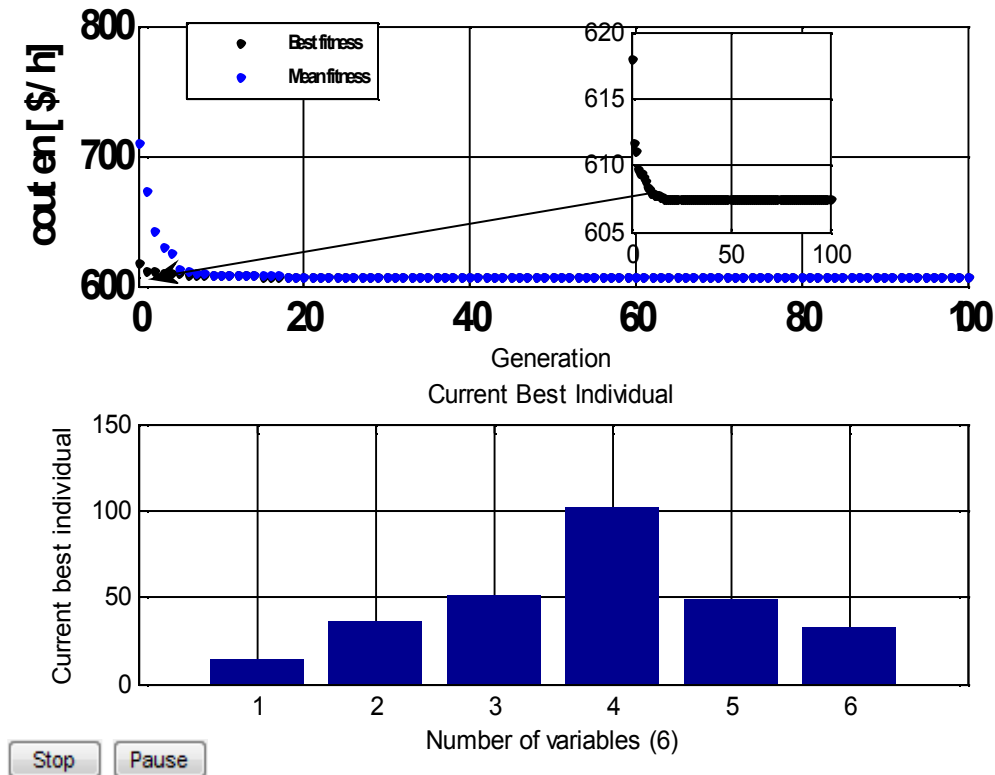 800
700
600
cout en [ $/ h]
Best fitness
Mean fitness
620
615
610
605
0 50 100
0 20 40 60 80 100
Generation
Current Best Individual
150
100
50
0
Current best individual
1 2 3 4 5 6
Number of variables (6)
Stop Pause